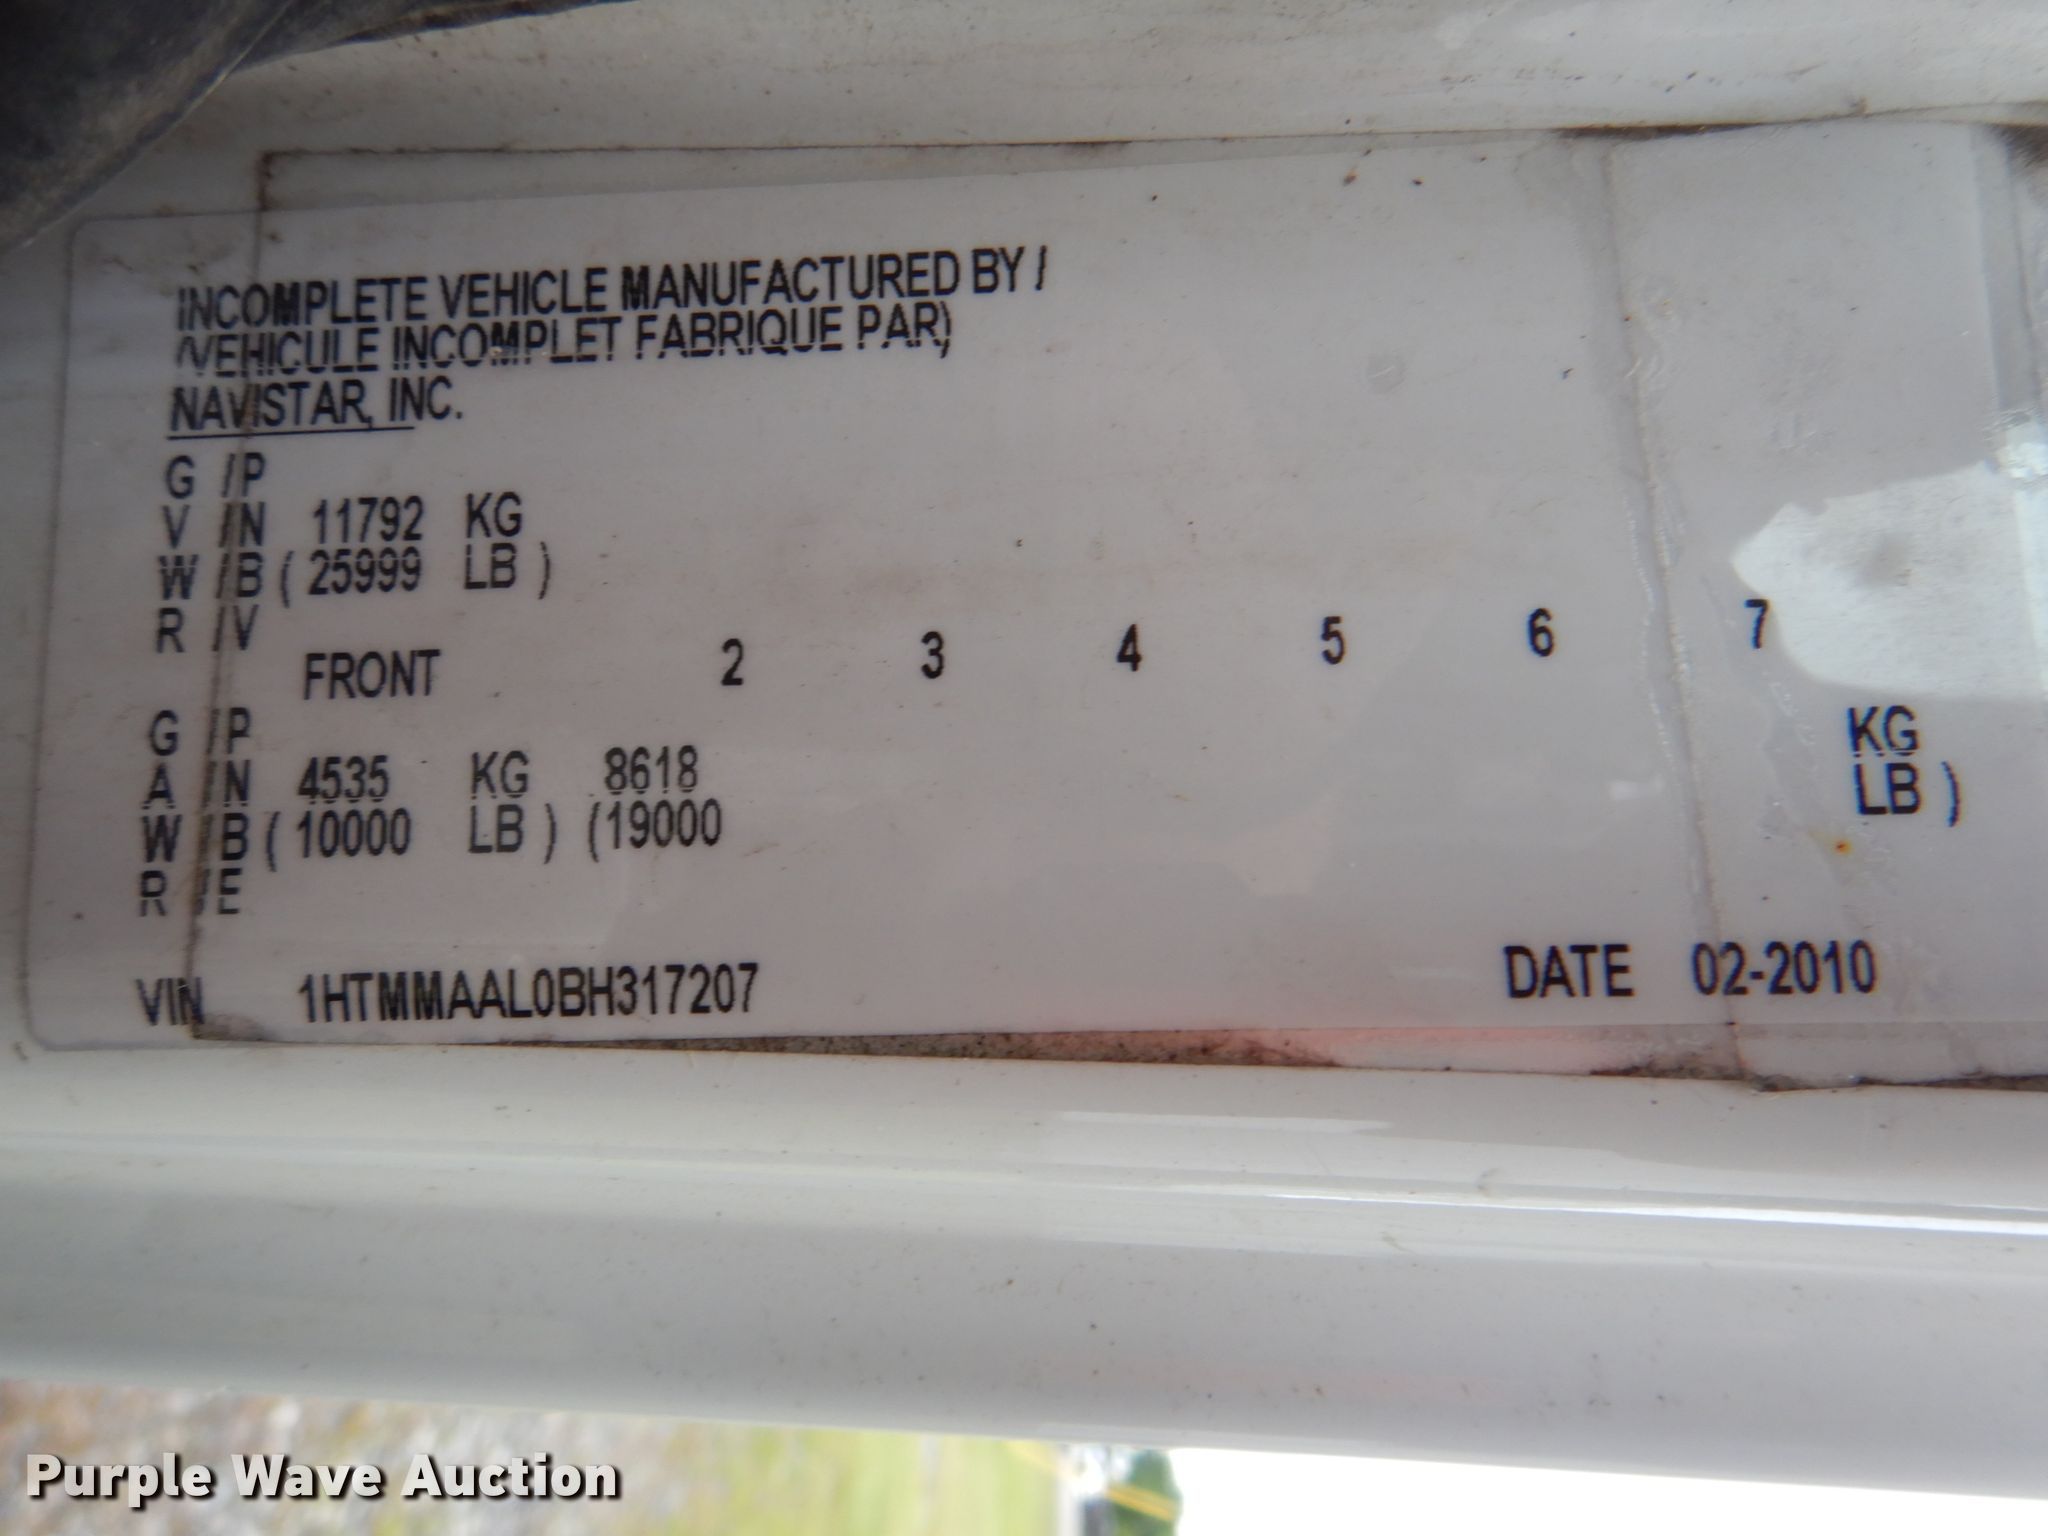 INCOMPLETE VEHICLE MANUFACTURED BY /
(VEHICULE INCOMPLET FABRIQUE PAR)
NAVISTAR, INC.
G /P
V /N 11792 KG
W /B ( 25999 LB )
R /V
FRONT 2 3 4 5 6 7
G /P
A /N 4535 KG 8618 KG
W /B ( 10000 LB ) (19000 LB )
R /E
VIN 1HTMMAAL0BH317207 DATE 02-2010
Purple Wave Auction